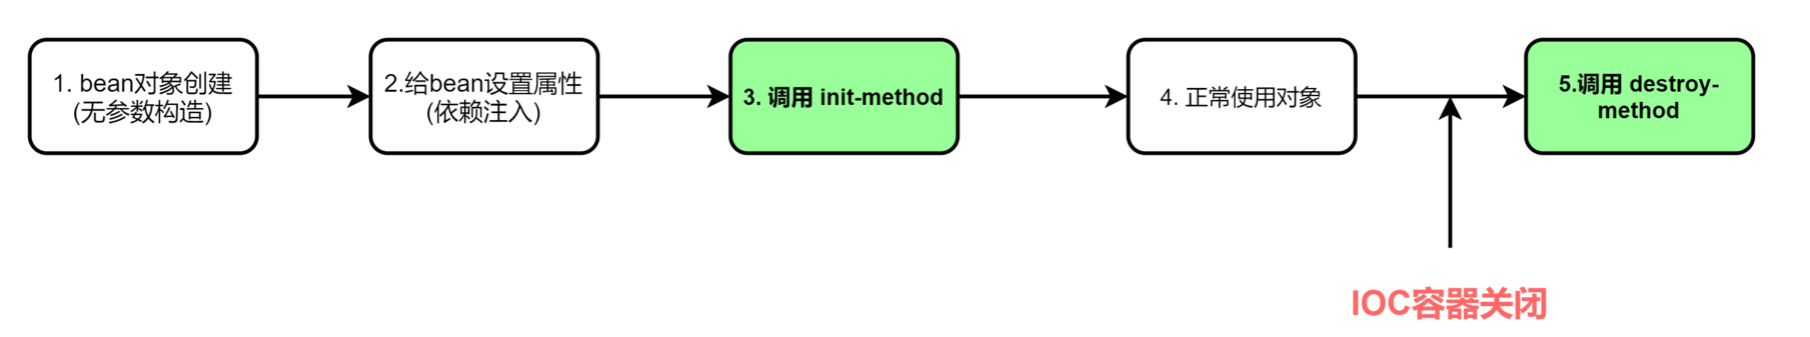 1. bean对象创建
(无参数构造)
2.给bean设置属性
(依赖注入)
3. 调用 init-method
4. 正常使用对象
5.调用 destroy-
method
IOC容器关闭